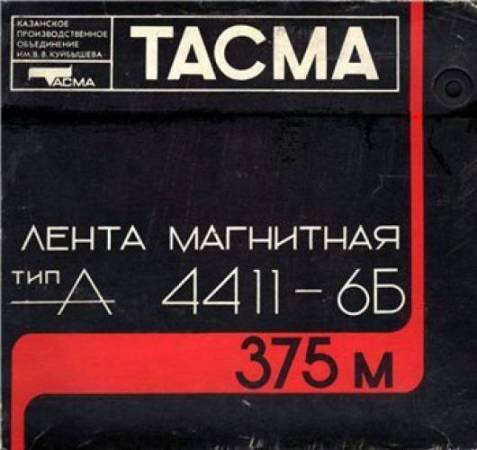 КАЗАНСКОЕ
ПРОИЗВОДСТВЕННОЕ
ОБЪЕДИНЕНИЕ
ИМ. В. В. КУЙБЫШЕВА
ТАСМА
ТАСМА
ЛЕНТА МАГНИТНАЯ
ТИП А 4411-6Б
375 м